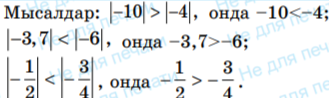 Мысалдар: |−10| > |−4|, онда −10<−4;
|−3,7| < |−6|, онда −3,7>−6;
|−1/2| < |−3/4|, онда −1/2 > −3/4.